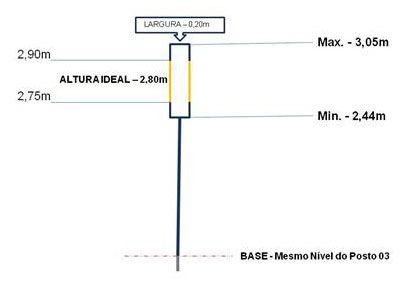 LARGURA – 0,20m
Max. - 3,05m
2,90m
ALTURA IDEAL – 2,80m
2,75m
Min. - 2,44m
BASE - Mesmo Nível do Posto 03